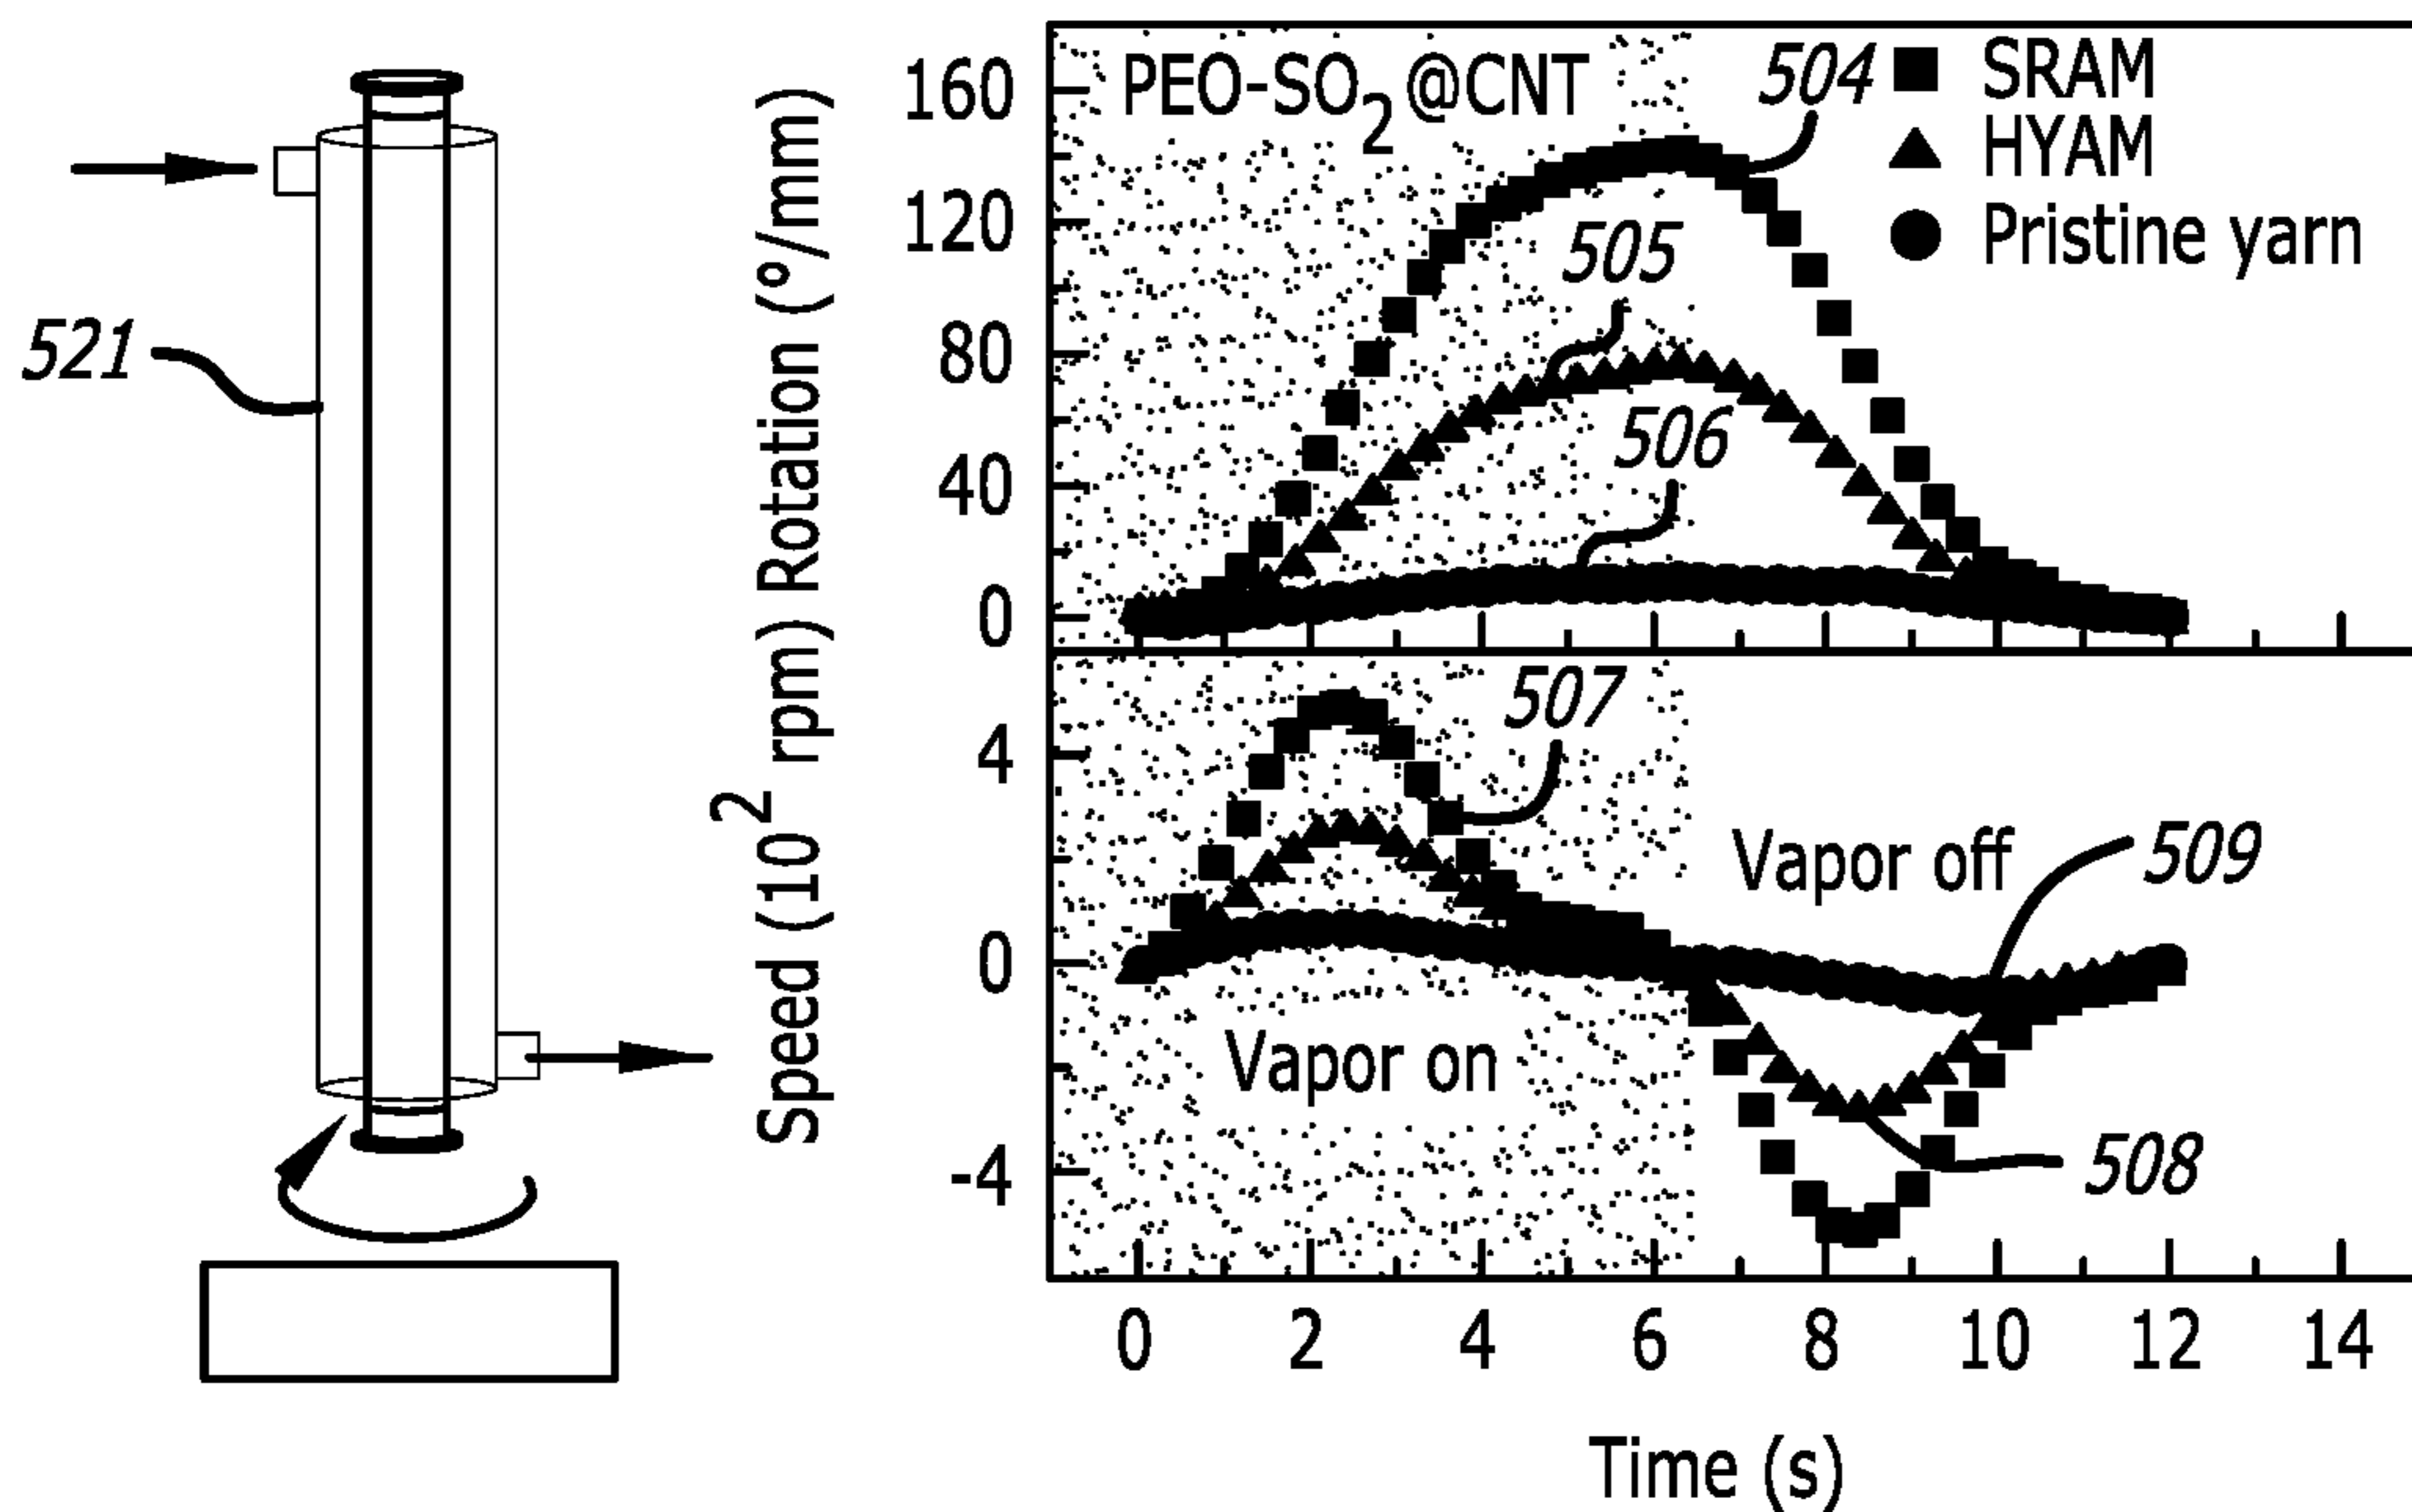 521
Rotation (°/mm)
160
120
80
40
0
PEO-SO2 @CNT
504
505
506
SRAM
HYAM
Pristine yarn
Speed (10² rpm)
4
0
-4
507
Vapor off
509
Vapor on
508
0 2 4 6 8 10 12 14
Time (s)